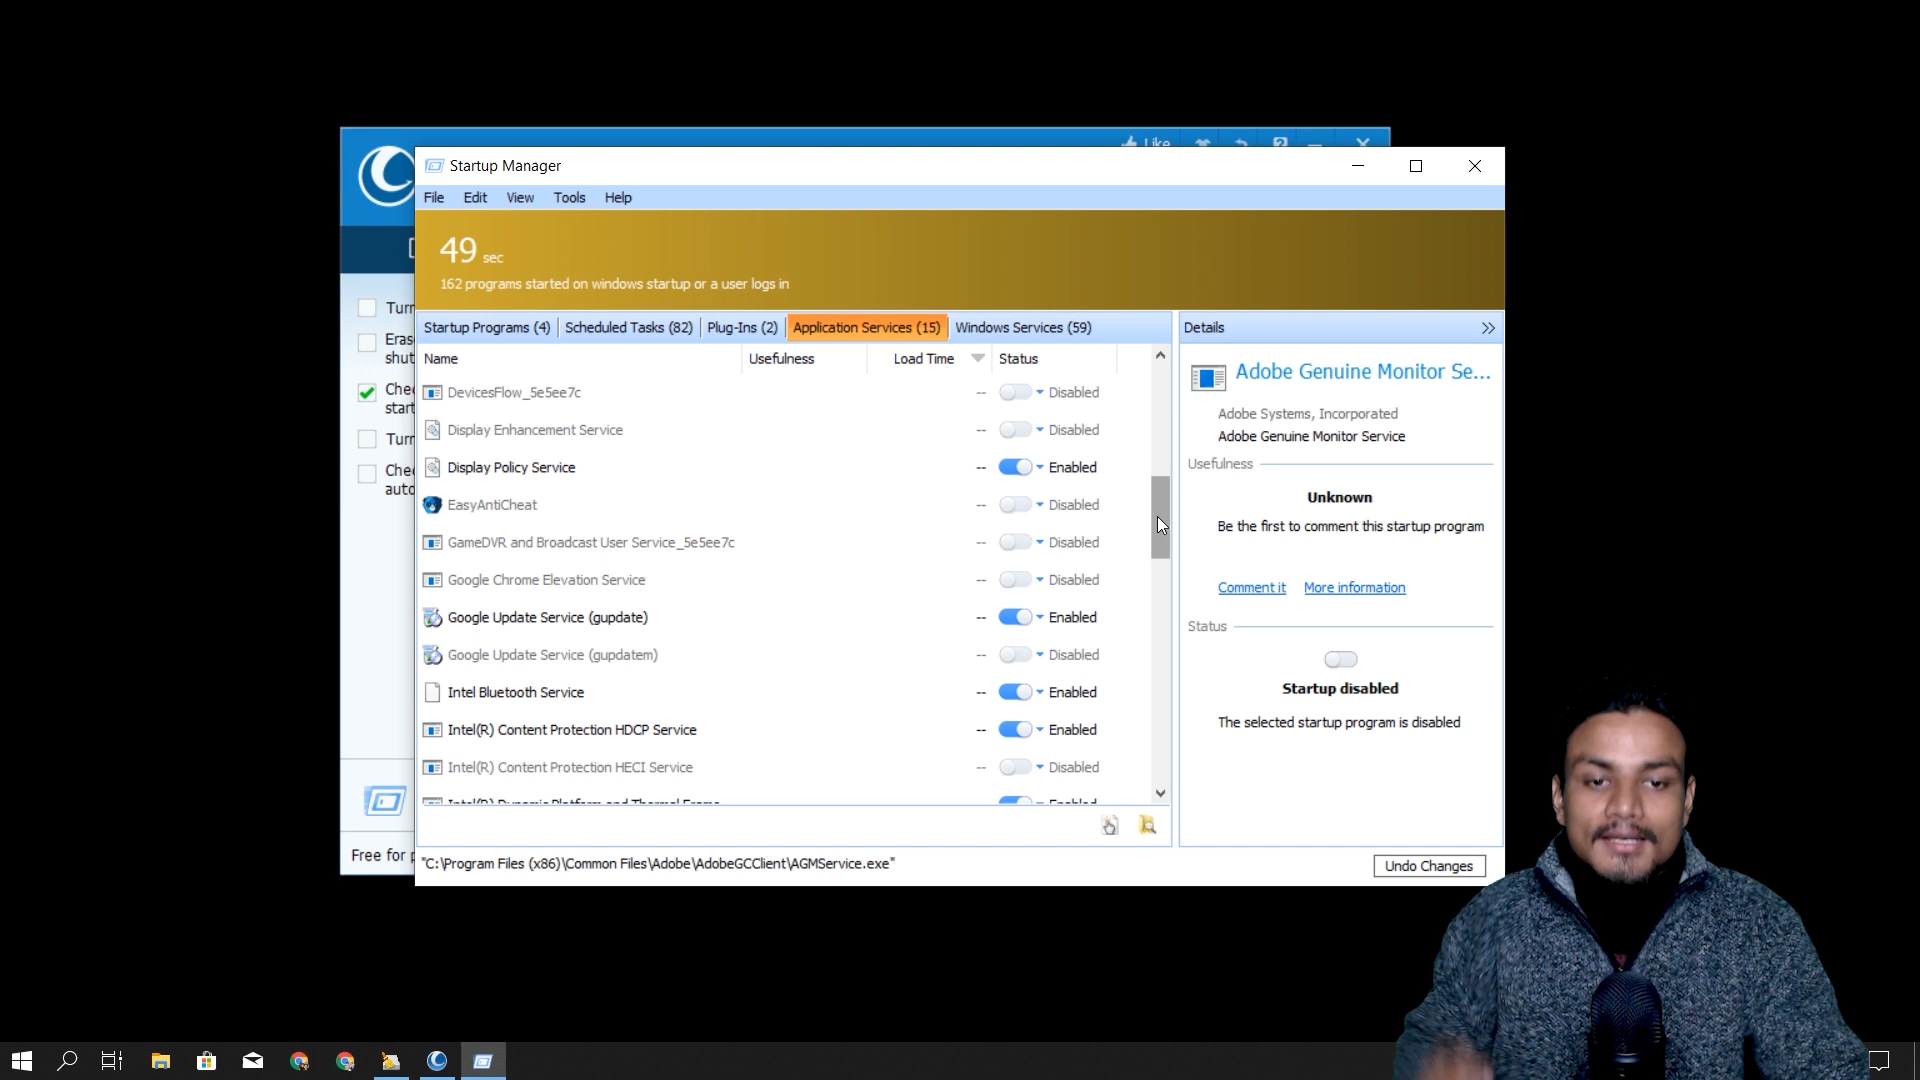 Like
Startup Manager
File Edit View Tools Help
49 sec
162 programs started on windows startup or a user logs in
Startup Programs (4) Scheduled Tasks (82) Plug-Ins (2) Application Services (15) Windows Services (59)
Name Usefulness Load Time Status
DevicesFlow_5e5ee7c -- Disabled
Display Enhancement Service -- Disabled
Display Policy Service -- Enabled
EasyAntiCheat -- Disabled
GameDVR and Broadcast User Service_5e5ee7c -- Disabled
Google Chrome Elevation Service -- Disabled
Google Update Service (gupdate) -- Enabled
Google Update Service (gupdatem) -- Disabled
Intel Bluetooth Service -- Enabled
Intel(R) Content Protection HDCP Service -- Enabled
Intel(R) Content Protection HECI Service -- Disabled
Intel(R) Dynamic Platform and Thermal Frame... -- Enabled
"C:\Program Files (x86)\Common Files\Adobe\AdobeGCClient\AGMService.exe"
Details
Adobe Genuine Monitor Se...
Adobe Systems, Incorporated
Adobe Genuine Monitor Service
Usefulness
Unknown
Be the first to comment this startup program
Comment it More information
Status
Startup disabled
The selected startup program is disabled
Undo Changes
Free for